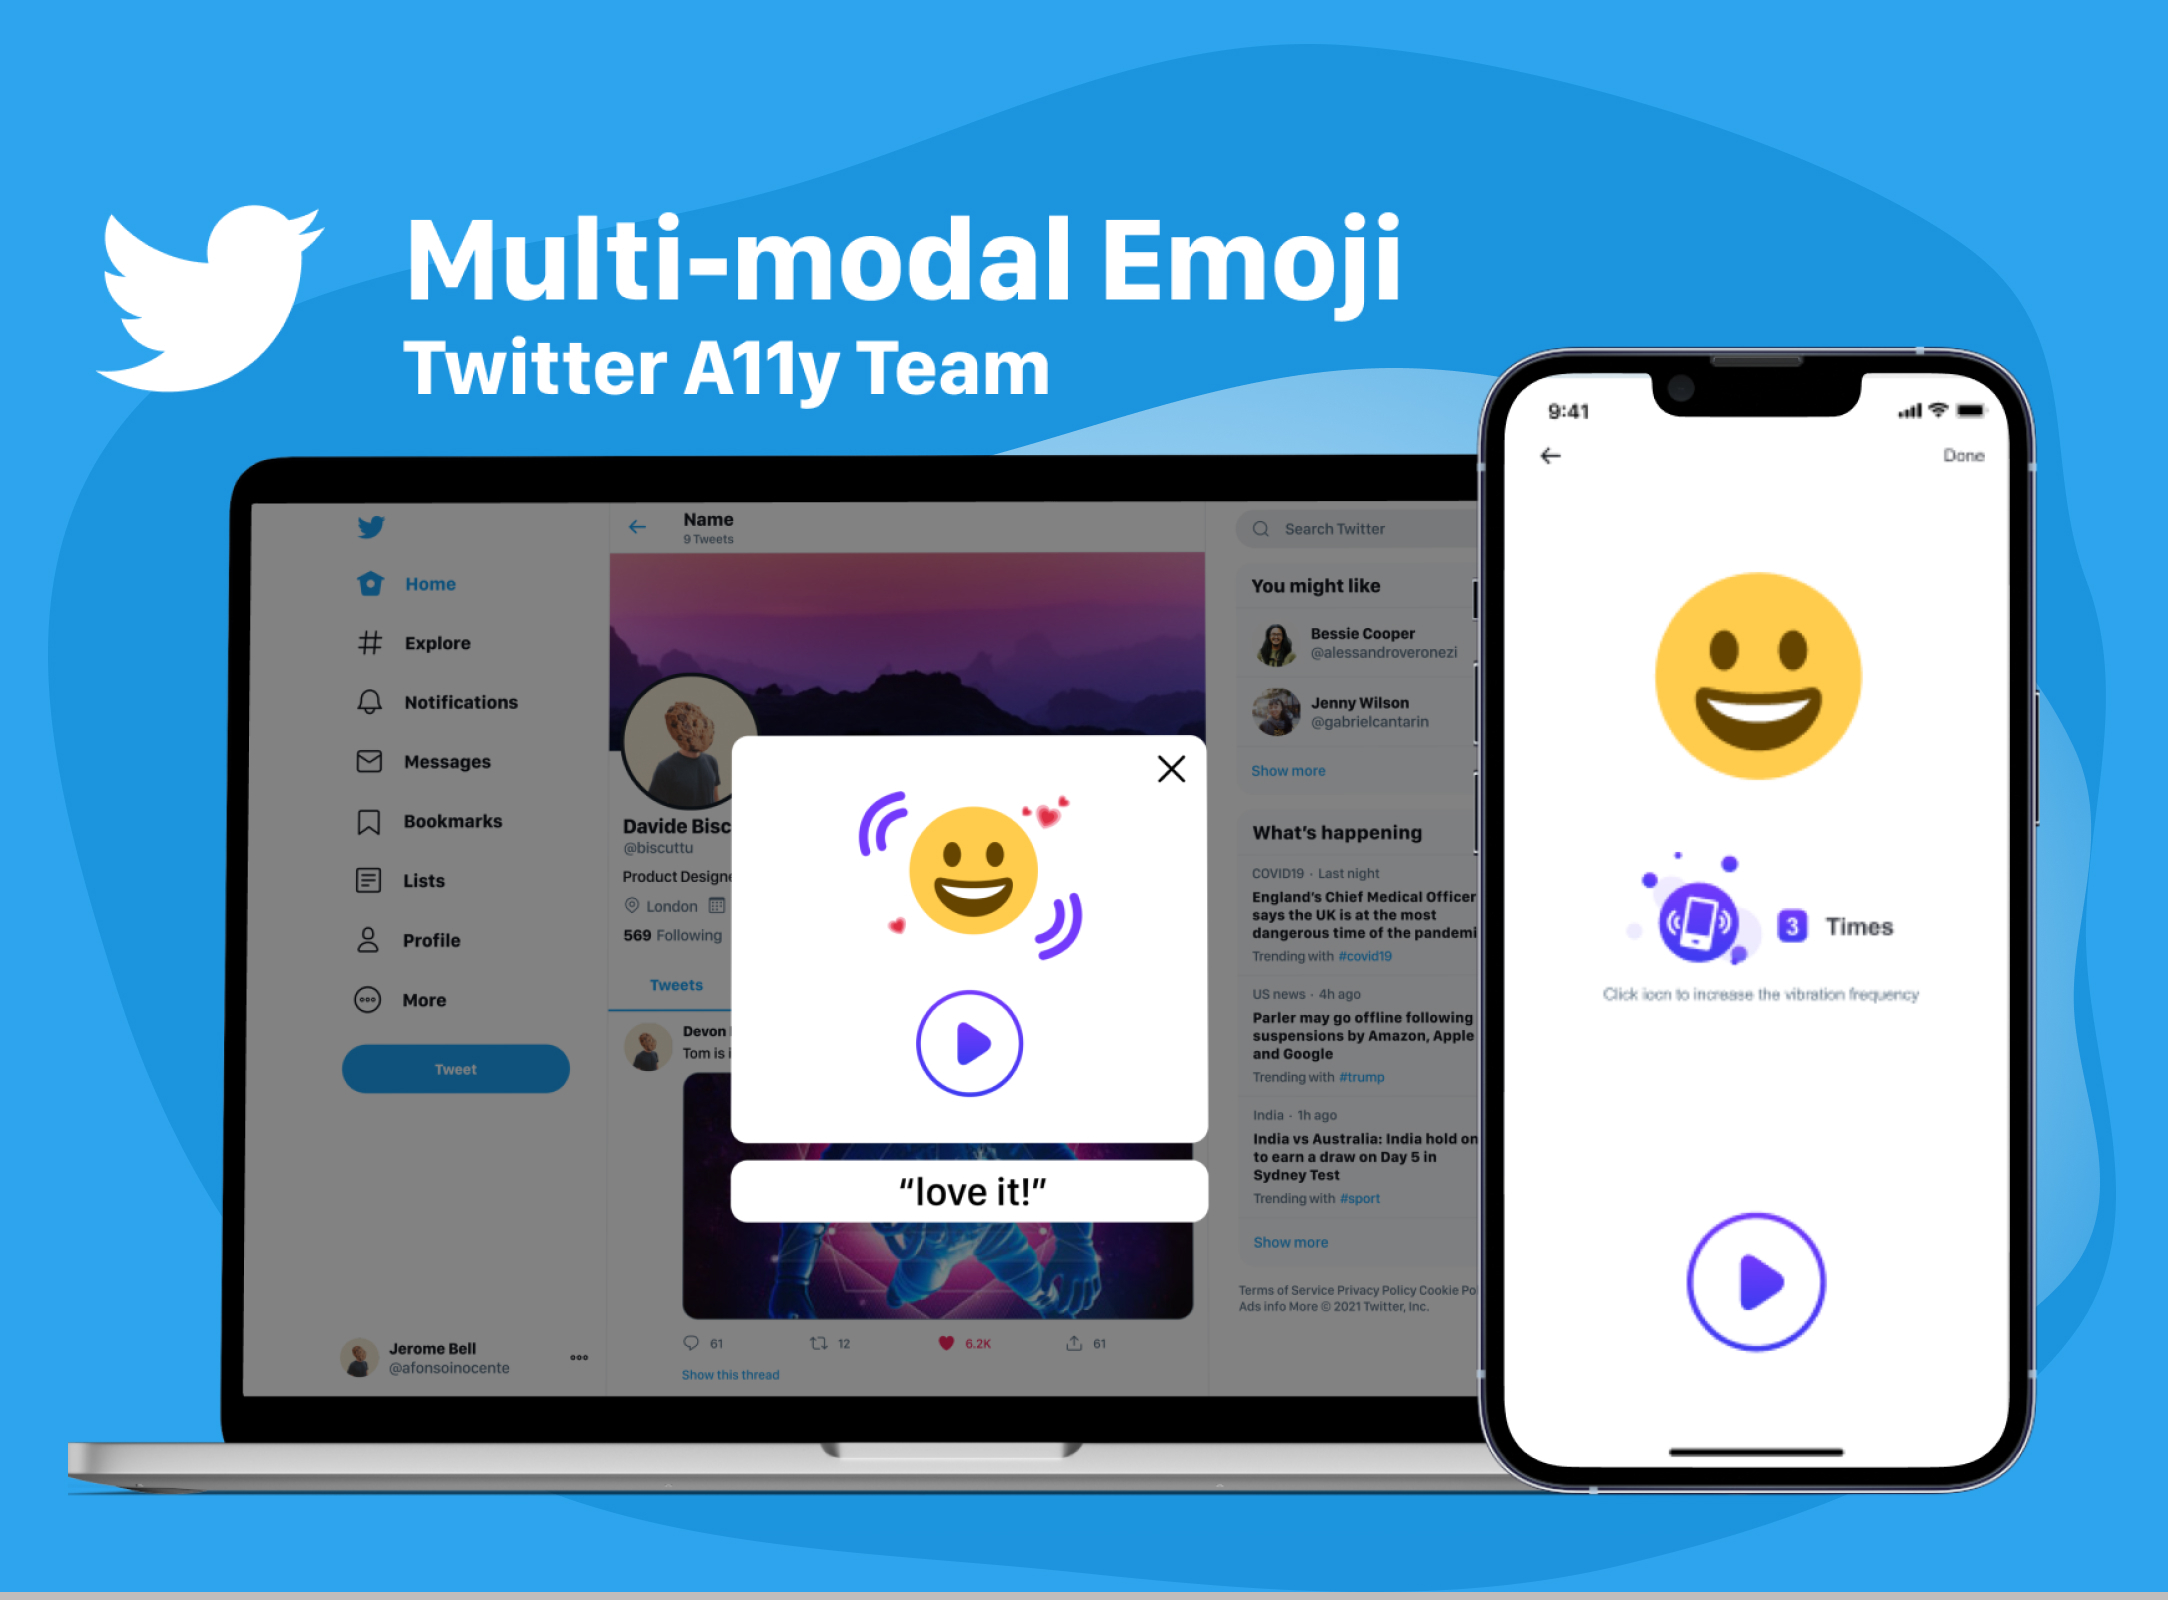 Multi-modal Emoji
Twitter A11y Team
Name
9 Tweets
Home
Explore
Notifications
Messages
Bookmarks
Lists
Profile
More
Tweet
Jerome Bell
@afonsoinocente
Davide Bisc
@biscuttu
Product Designe
London
569 Following
Tweets
Devon
Tom is i
“love it!”
61
12
6.2K
61
Show this thread
Search Twitter
You might like
Bessie Cooper
@alessandroveronezi
Jenny Wilson
@gabrielcantarin
Show more
What’s happening
COVID19 · Last night
England’s Chief Medical Officer
says the UK is at the most
dangerous time of the pandemi
Trending with #covid19
US news · 4h ago
Parler may go offline following
suspensions by Amazon, Apple
and Google
Trending with #trump
India · 1h ago
India vs Australia: India hold on
to earn a draw on Day 5 in
Sydney Test
Trending with #sport
Show more
Terms of Service Privacy Policy Cookie Po
Ads info More © 2021 Twitter, Inc.
9:41
Done
3 Times
Click icon to increase the vibration frequency